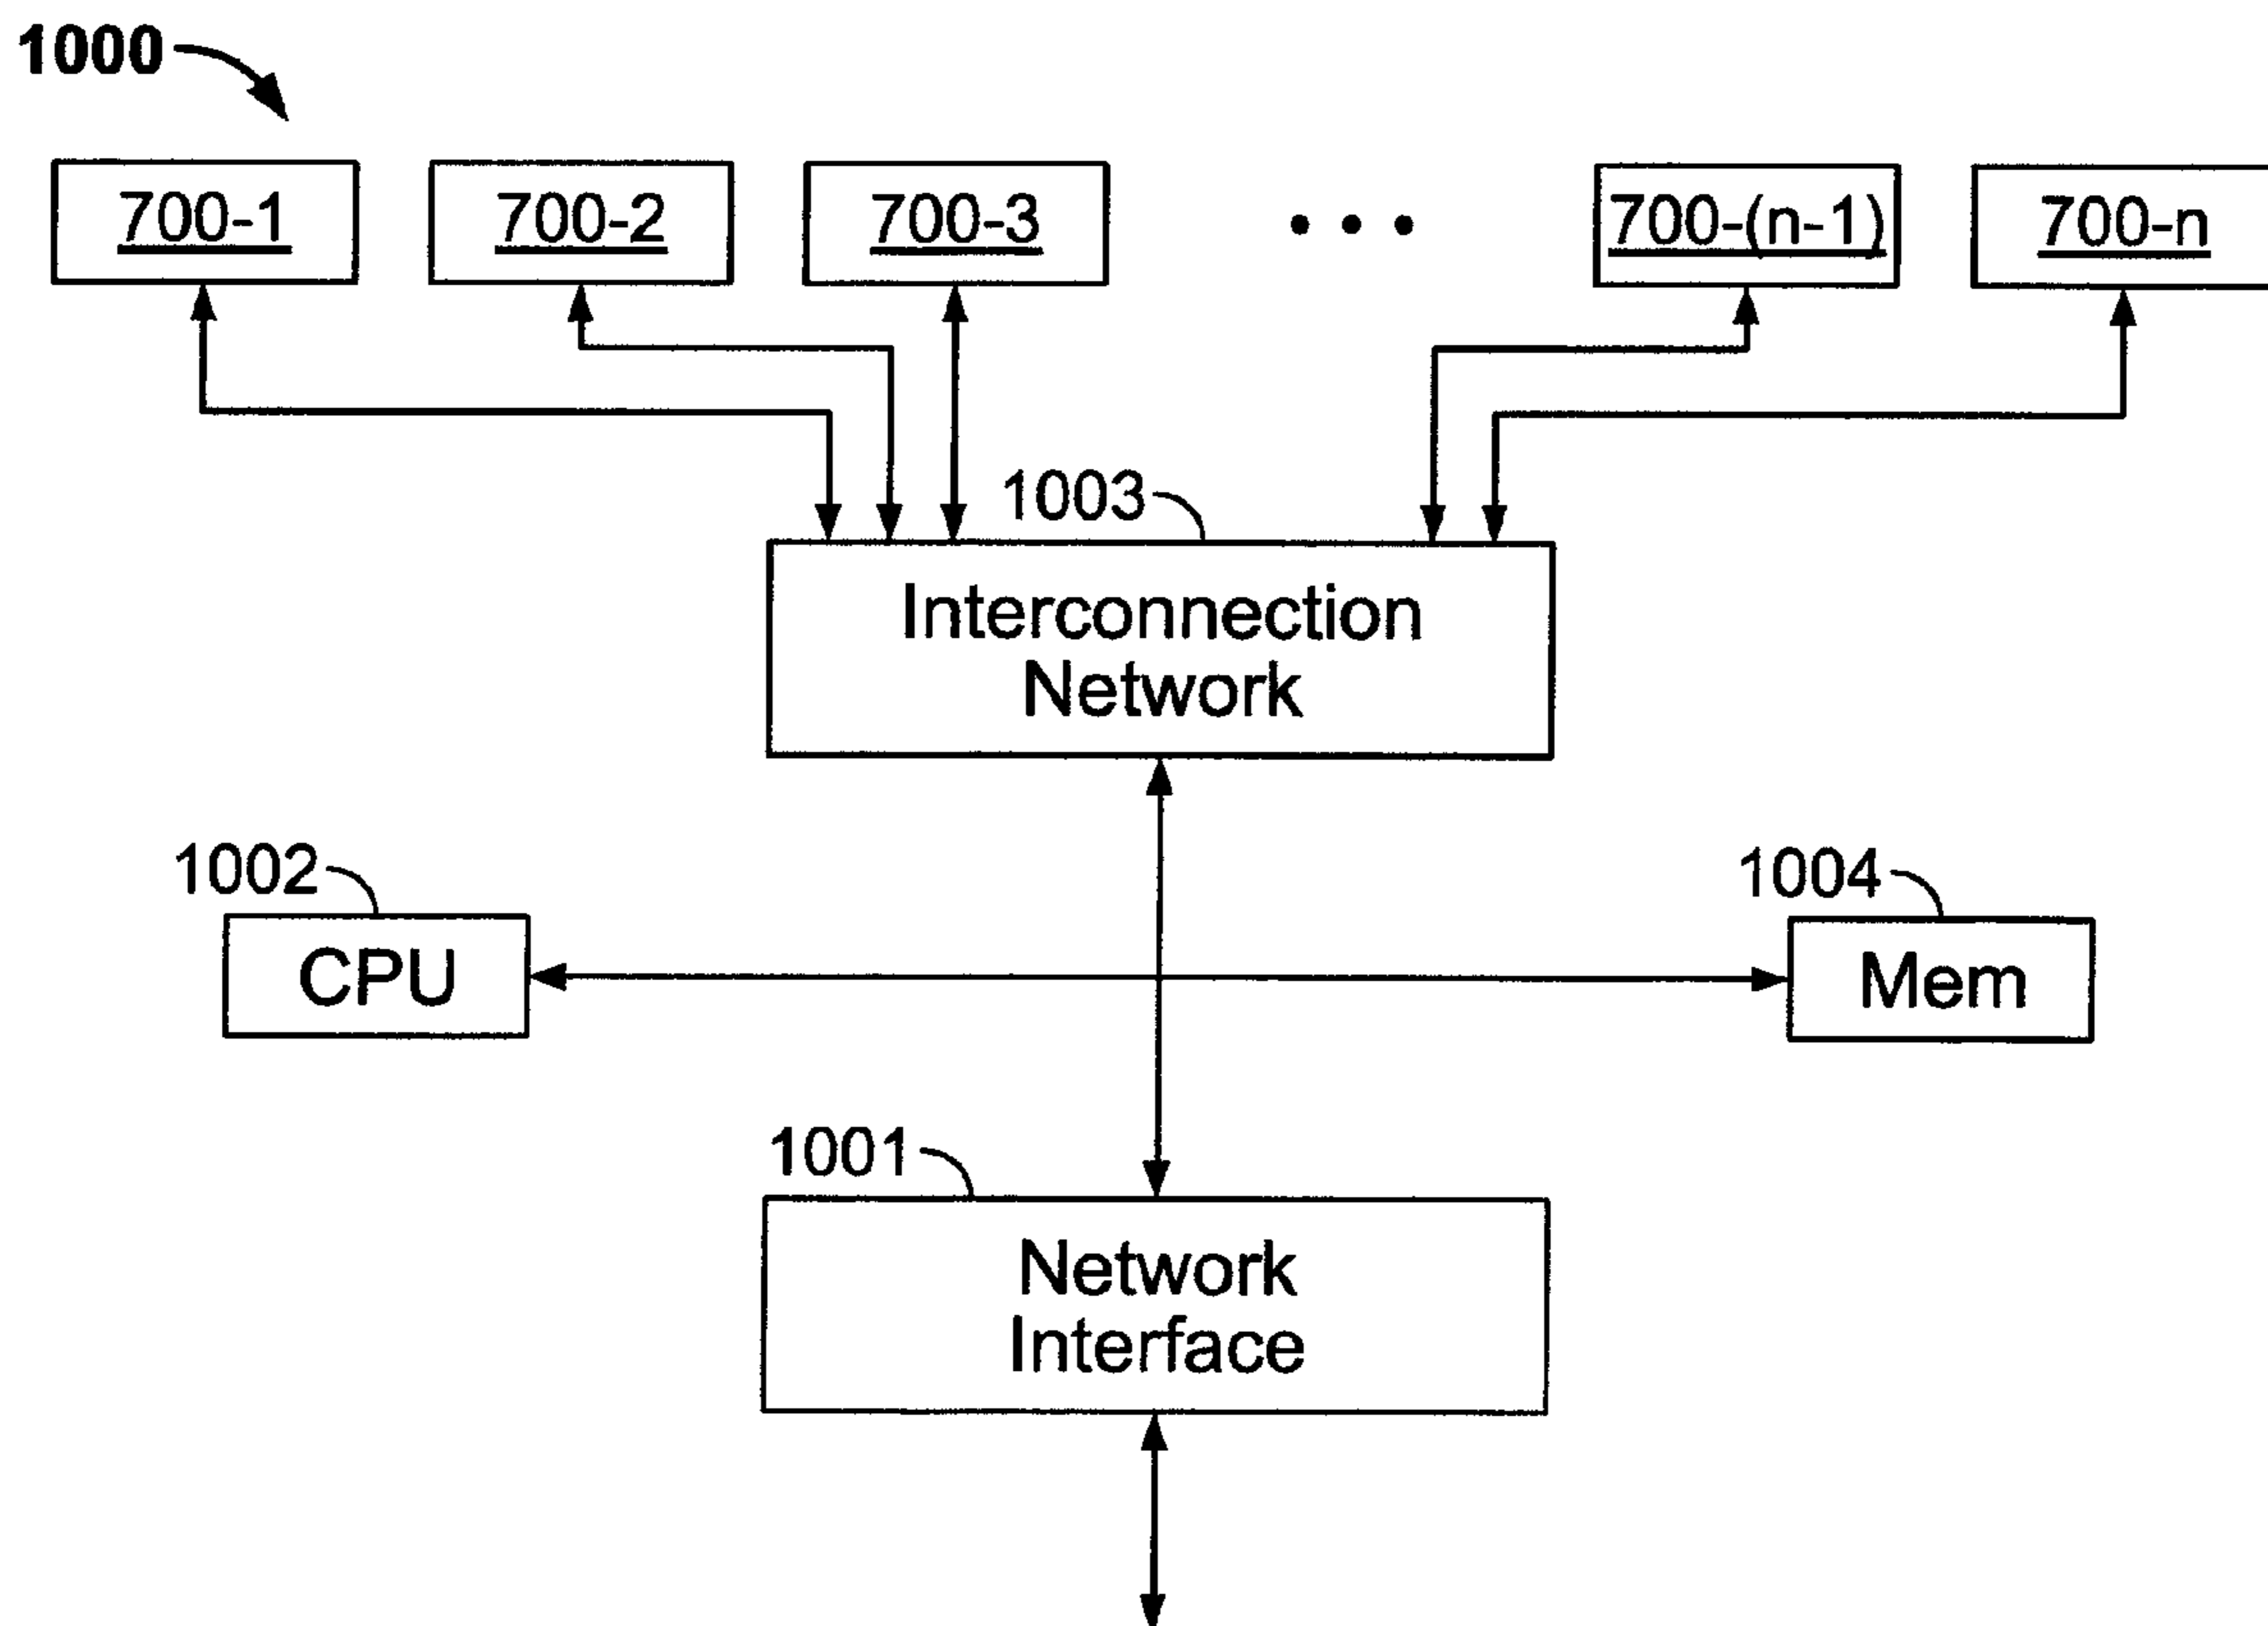 1000
700-1
700-2
700-3
• • •
700-(n-1)
700-n
1003
Interconnection
Network
1002
CPU
1004
Mem
1001
Network
Interface